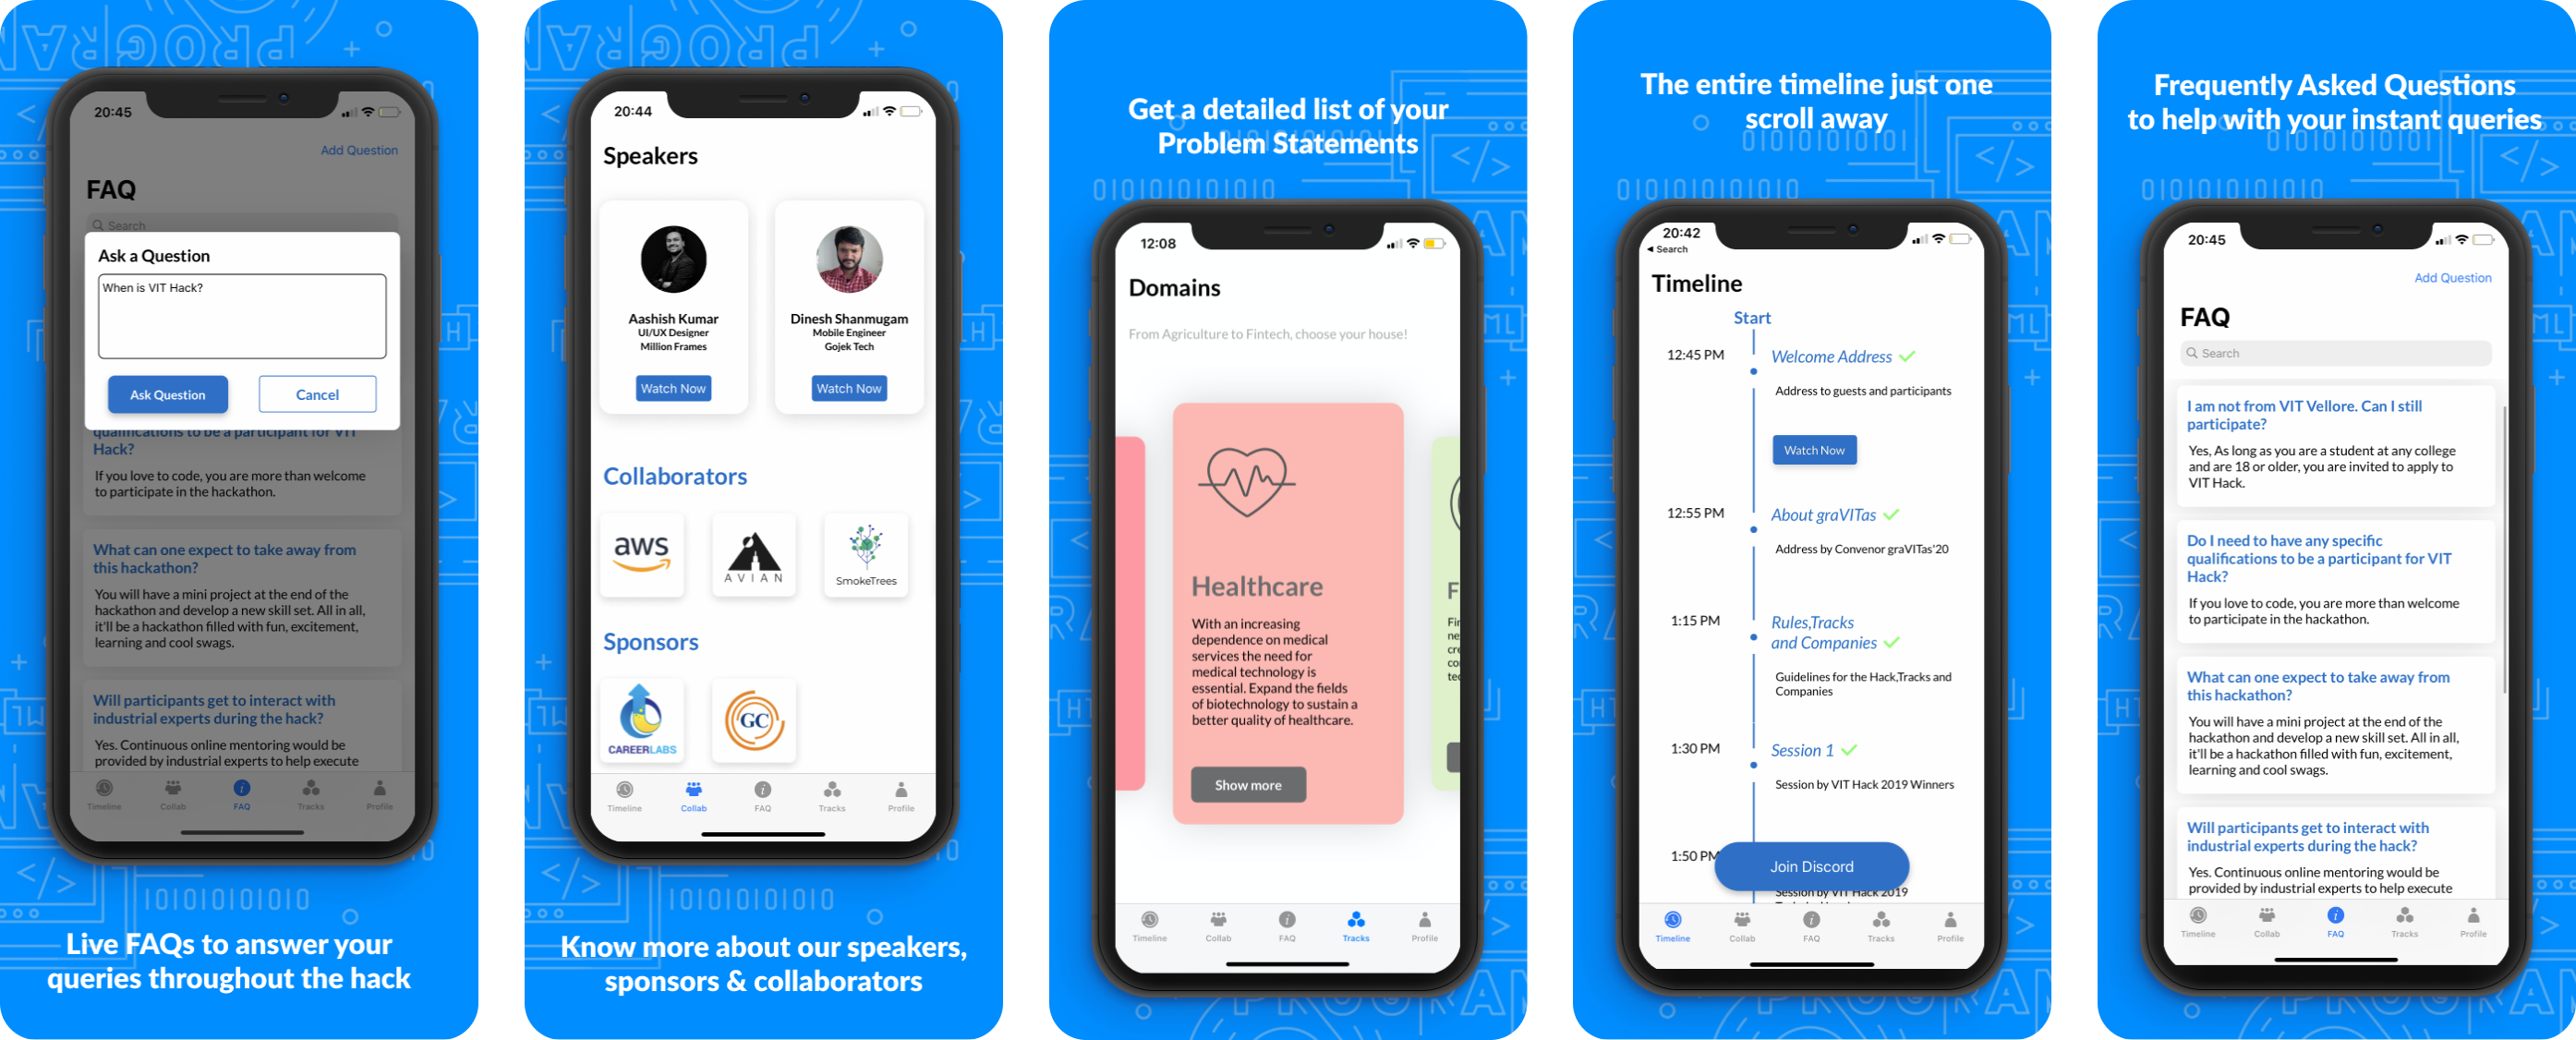 20:45
Add Question
FAQ
Search
Ask a Question
When is VIT Hack?
Ask Question
Cancel
qualifications to be a participant for VIT
Hack?
If you love to code, you are more than welcome
to participate in the hackathon.
What can one expect to take away from
this hackathon?
You will have a mini project at the end of the
hackathon and develop a new skill set. All in all,
it'll be a hackathon filled with fun, excitement,
learning and cool swags.
Will participants get to interact with
industrial experts during the hack?
Yes. Continuous online mentoring would be
provided by industrial experts to help execute
Timeline
Collab
FAQ
Tracks
Profile
Live FAQs to answer your
queries throughout the hack
20:44
Speakers
Aashish Kumar
UI/UX Designer
Million Frames
Watch Now
Dinesh Shanmugam
Mobile Engineer
Gojek Tech
Watch Now
Collaborators
aws
AVIAN
SmokeTrees
Sponsors
CAREERLABS
GC
Timeline
Collab
FAQ
Tracks
Profile
Know more about our speakers,
sponsors & collaborators
Get a detailed list of your
Problem Statements
12:08
Domains
From Agriculture to Fintech, choose your house!
Healthcare
With an increasing
dependence on medical
services the need for
medical technology is
essential. Expand the fields
of biotechnology to sustain a
better quality of healthcare.
Show more
Timeline
Collab
FAQ
Tracks
Profile
The entire timeline just one
scroll away
20:42
Search
Timeline
Start
12:45 PM
Welcome Address
Address to guests and participants
Watch Now
12:55 PM
About graVITas
Address by Convenor graVITas'20
1:15 PM
Rules,Tracks
and Companies
Guidelines for the Hack,Tracks and
Companies
1:30 PM
Session 1
Session by VIT Hack 2019 Winners
1:50 PM
Join Discord
Session by VIT Hack 2019
Timeline
Collab
FAQ
Tracks
Profile
Frequently Asked Questions
to help with your instant queries
20:45
Add Question
FAQ
Search
I am not from VIT Vellore. Can I still
participate?
Yes, As long as you are a student at any college
and are 18 or older, you are invited to apply to
VIT Hack.
Do I need to have any specific
qualifications to be a participant for VIT
Hack?
If you love to code, you are more than welcome
to participate in the hackathon.
What can one expect to take away from
this hackathon?
You will have a mini project at the end of the
hackathon and develop a new skill set. All in all,
it'll be a hackathon filled with fun, excitement,
learning and cool swags.
Will participants get to interact with
industrial experts during the hack?
Yes. Continuous online mentoring would be
provided by industrial experts to help execute
Timeline
Collab
FAQ
Tracks
Profile